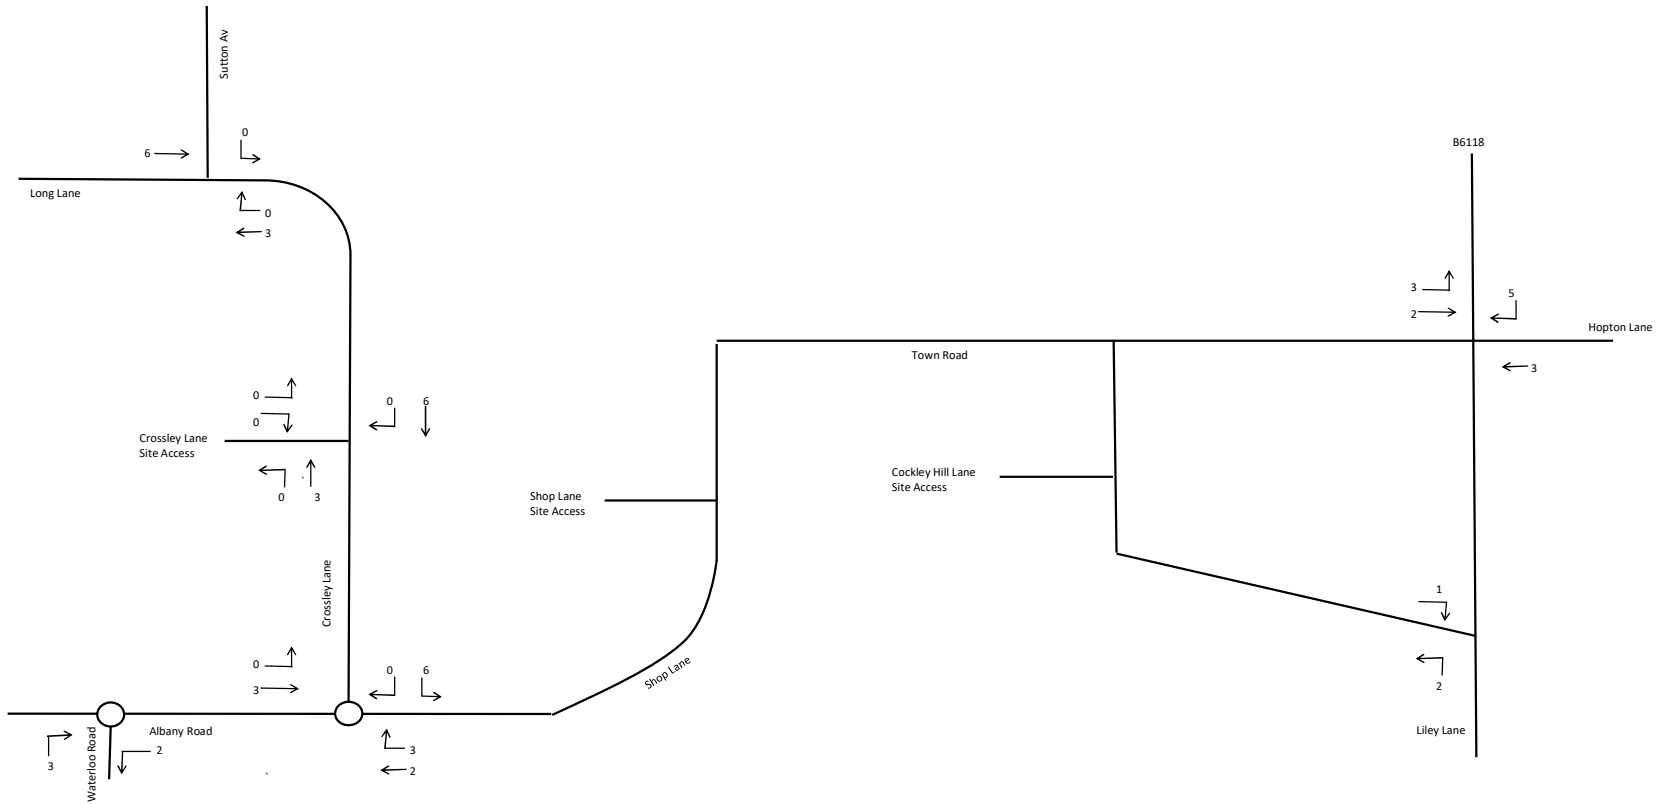 Sutton Av
B6118
0
6
Long Lane
0
3
3
5
2
Hopton Lane
Town Road
3
0
0
0
6
Crossley Lane
Site Access
0
3
Cockley Hill Lane
Site Access
Shop Lane
Site Access
Crossley Lane
1
0
3
0
6
Shop Lane
2
Albany Road
Waterloo Road
3
2
3
2
Liley Lane